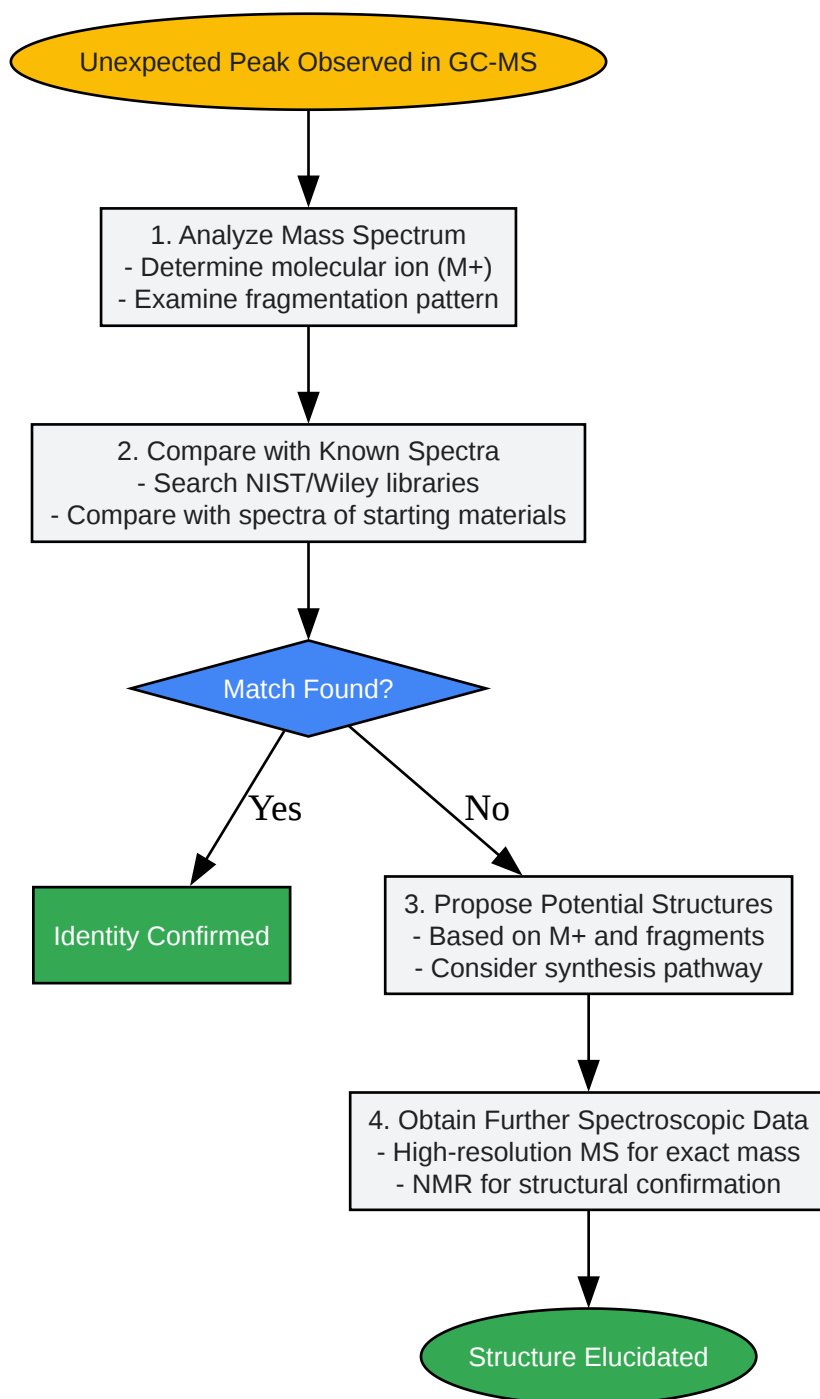 Unexpected Peak Observed in GC-MS
1. Analyze Mass Spectrum
- Determine molecular ion (M+)
- Examine fragmentation pattern
2. Compare with Known Spectra
- Search NIST/Wiley libraries
- Compare with spectra of starting materials
Match Found?
Yes
No
Identity Confirmed
3. Propose Potential Structures
- Based on M+ and fragments
- Consider synthesis pathway
4. Obtain Further Spectroscopic Data
- High-resolution MS for exact mass
- NMR for structural confirmation
Structure Elucidated